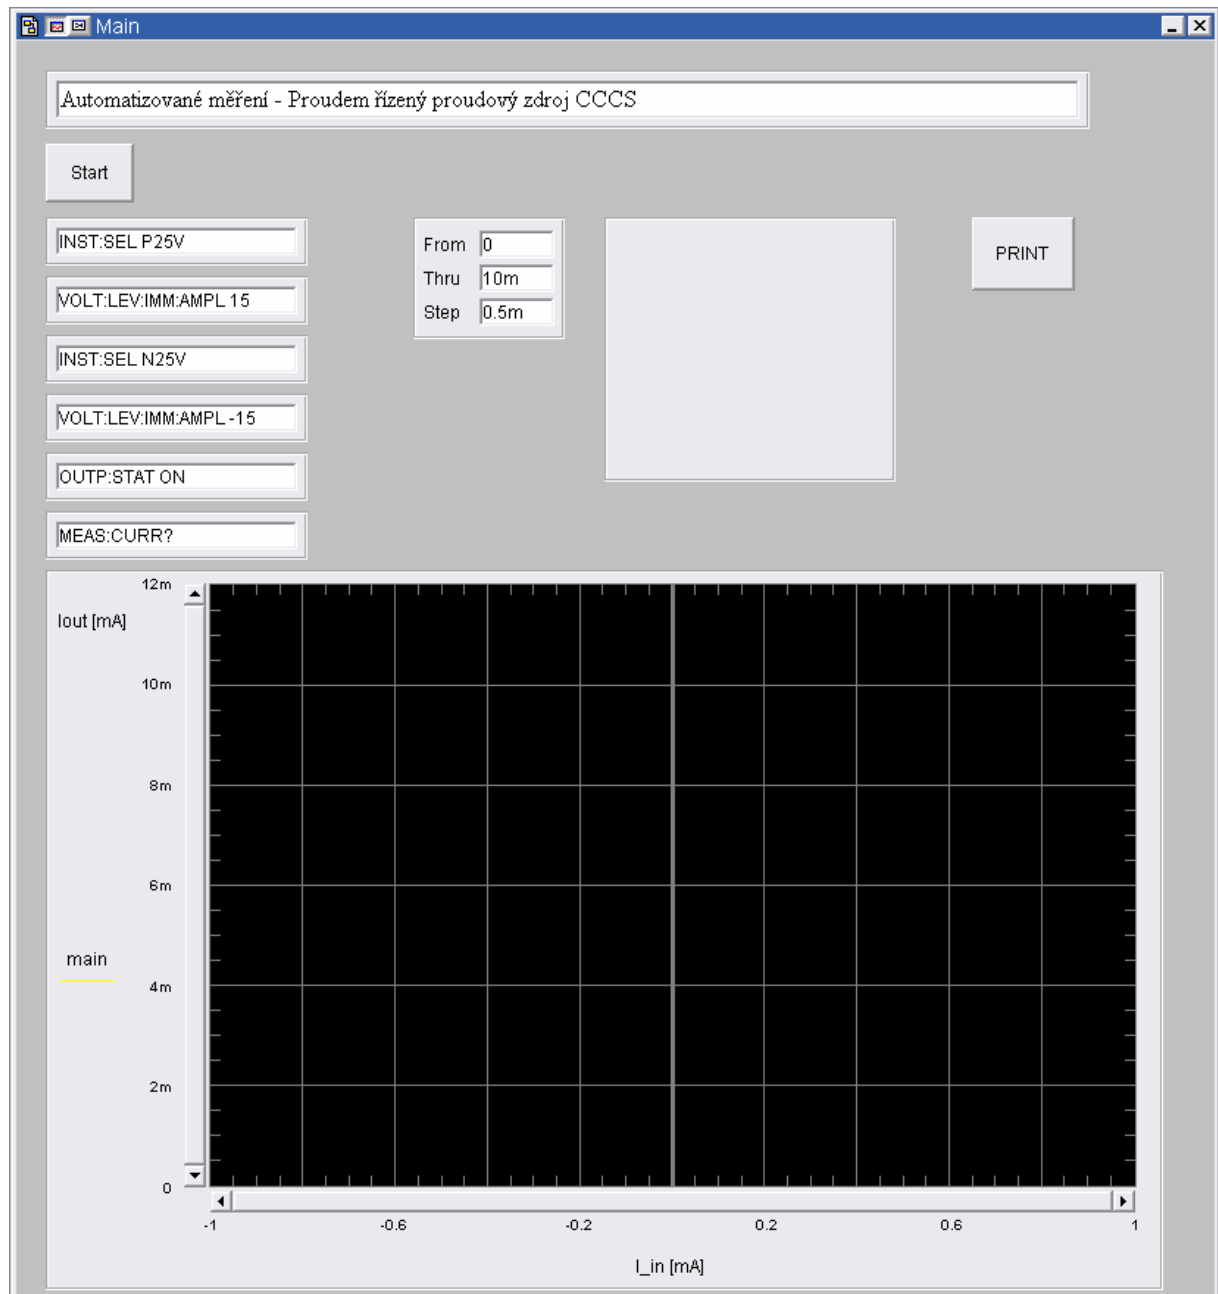 Main
Automatizované měření - Proudem řízený proudový zdroj CCCS
Start
INST:SEL P25V
VOLT:LEV:IMM:AMPL 15
INST:SEL N25V
VOLT:LEV:IMM:AMPL -15
OUTP:STAT ON
MEAS:CURR?
From 0
Thru 10m
Step 0.5m
PRINT
12m
Iout [mA]
10m
8m
6m
main
4m
2m
0
-1 -0.6 -0.2 0.2 0.6 1
I_in [mA]